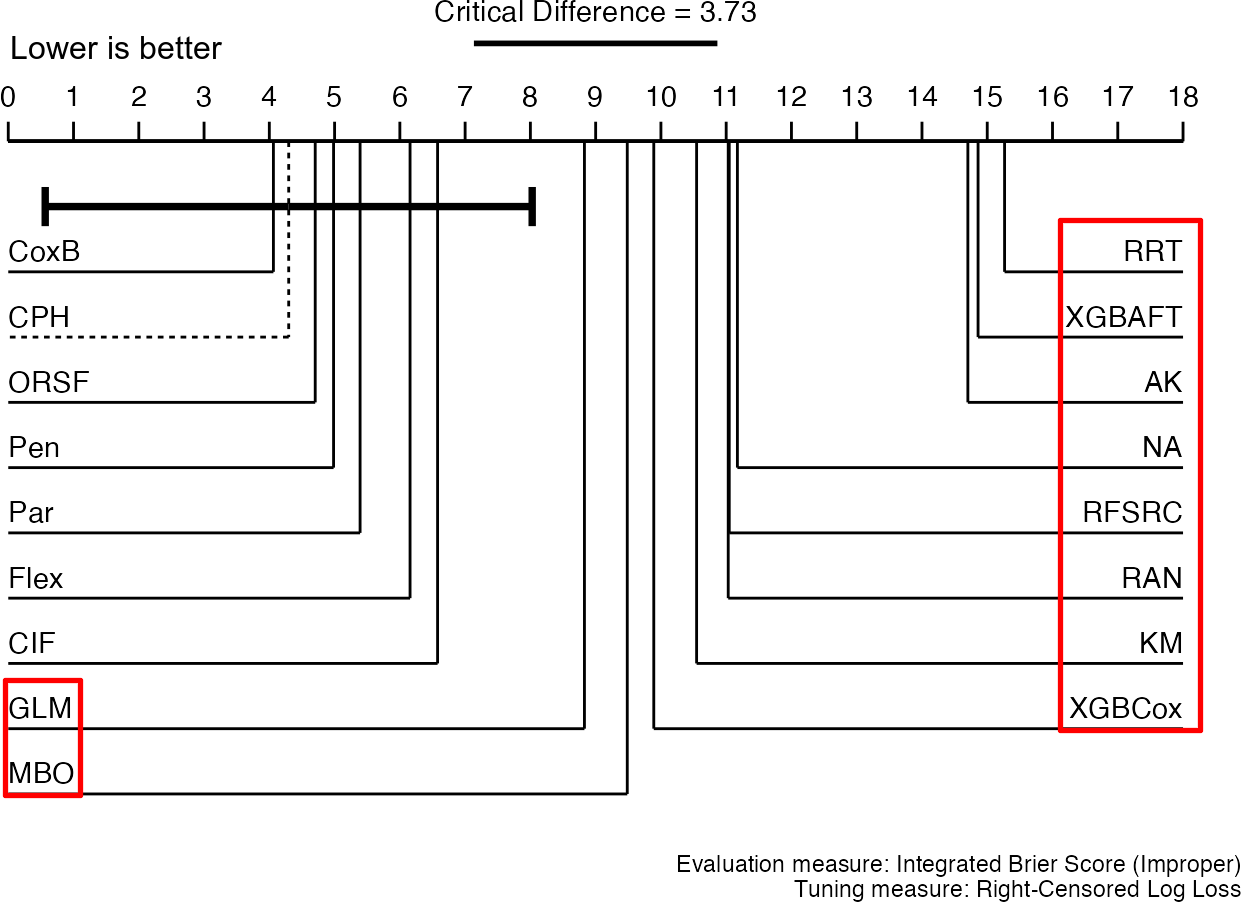 Critical Difference = 3.73
Lower is better
0 1 2 3 4 5 6 7 8 9 10 11 12 13 14 15 16 17 18
CoxB RRT
CPH XGBAFT
ORSF AK
Pen NA
Par RFSRC
Flex RAN
CIF KM
GLM XGBCox
MBO
Evaluation measure: Integrated Brier Score (Improper)
Tuning measure: Right-Censored Log Loss